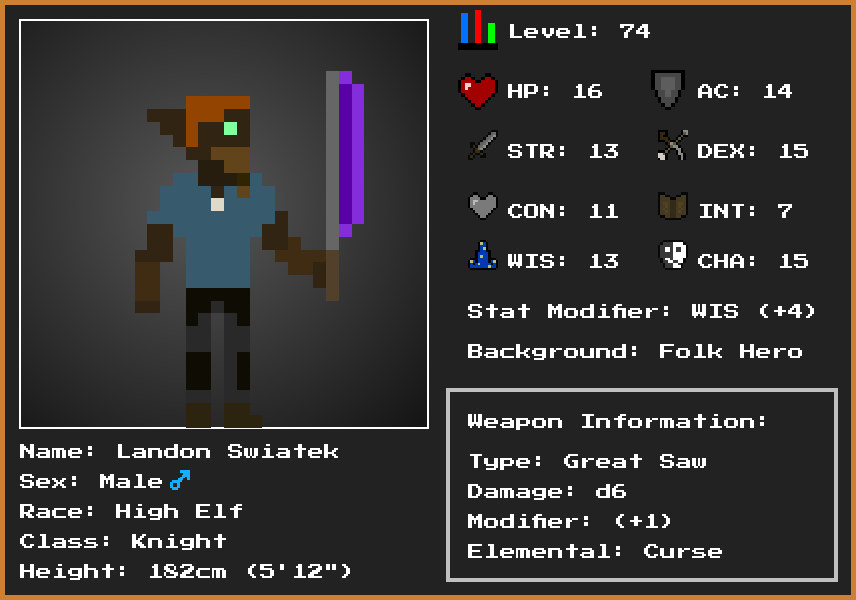 Level: 74
HP: 16
AC: 14
STR: 13
DEX: 15
CON: 11
INT: 7
WIS: 13
CHA: 15
Stat Modifier: WIS (+4)
Background: Folk Hero
Weapon Information:
Type: Great Saw
Damage: d6
Modifier: (+1)
Elemental: Curse
Name: Landon Swiatek
Sex: Male ♂
Race: High Elf
Class: Knight
Height: 182cm (5'12")